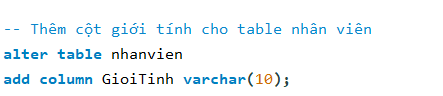 -- Thêm cột giới tính cho table nhân viên
alter table nhanvien
add column GioiTinh varchar(10);